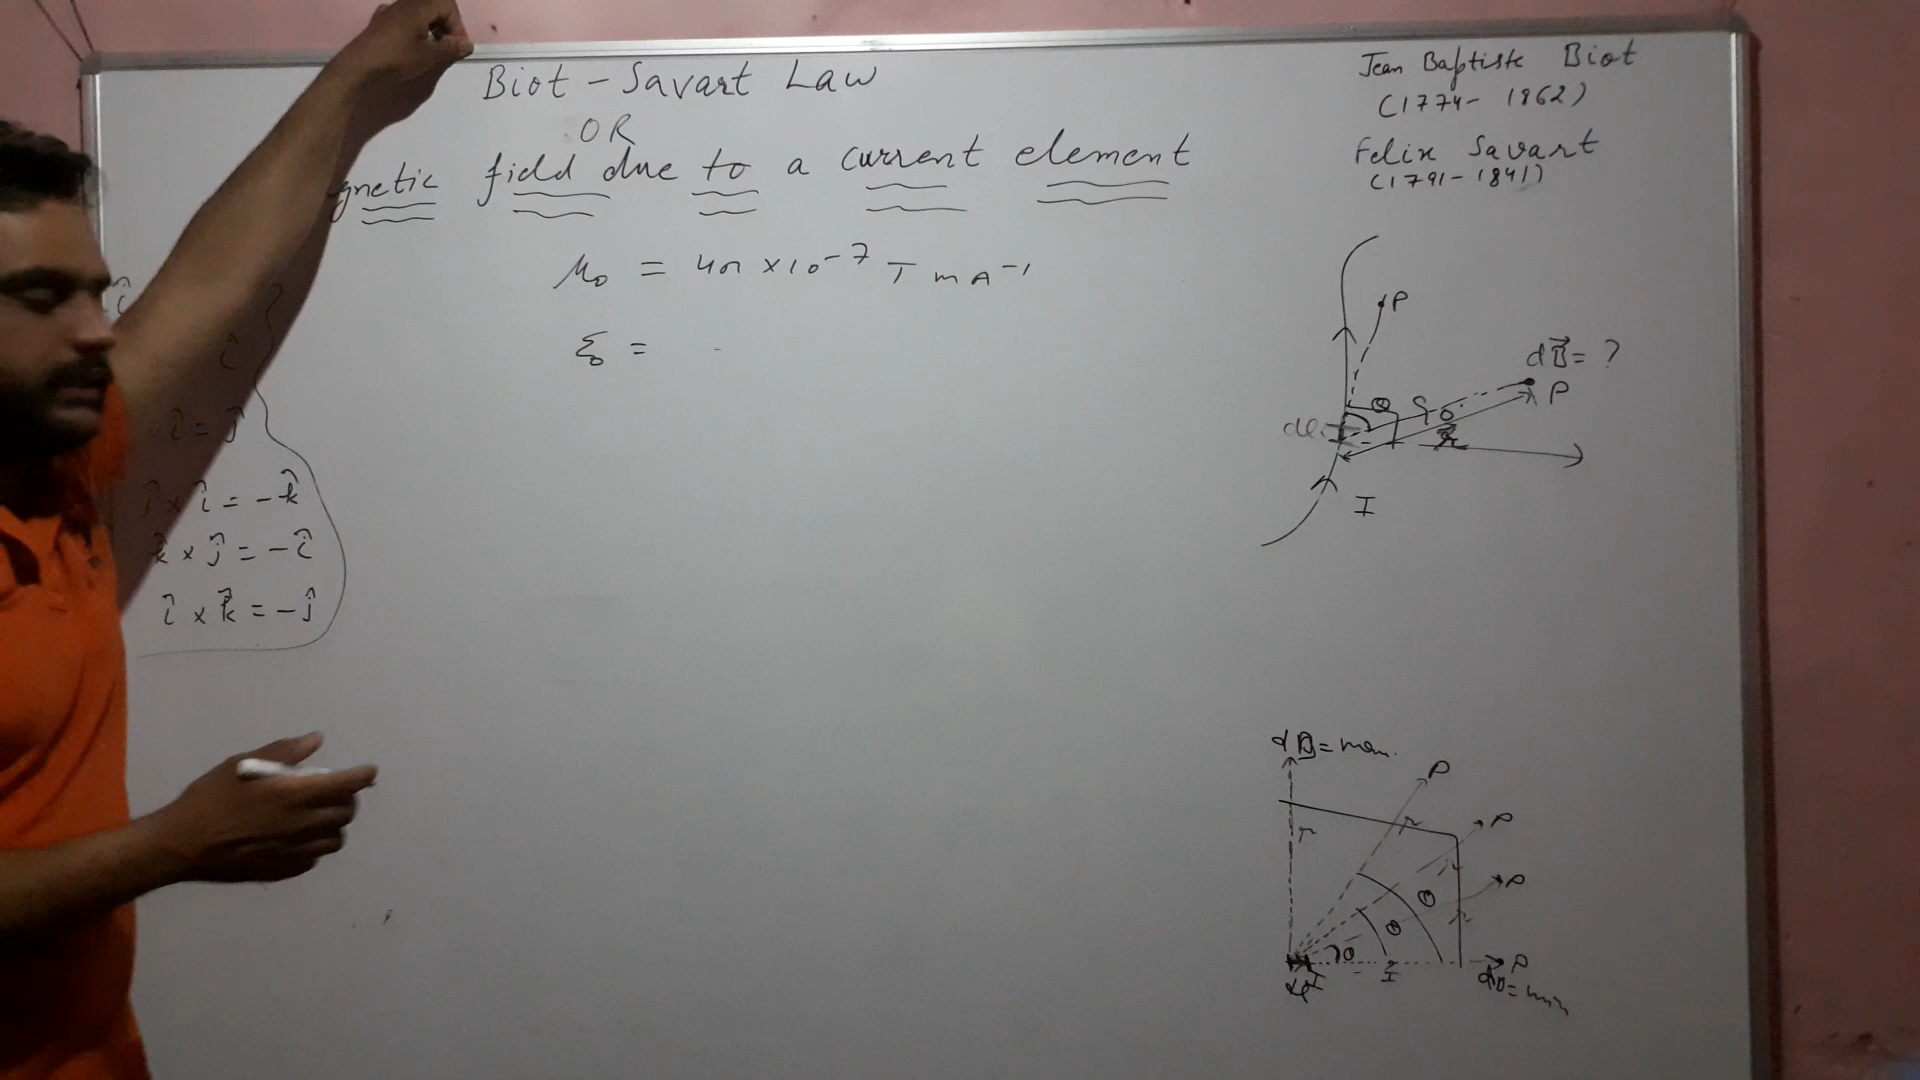 Biot - Savart Law
OR
gnetic field due to a current element
μ₀ = 4π × 10⁻⁷ T m A⁻¹
ε₀ =
Jean Baptiste Biot
(1774 - 1862)
Felix Savart
(1791 - 1841)
î
ĵ × î = - k̂
k̂ × ĵ = - î
î × k̂ = - ĵ
P
dB⃗ = ?
P
θ
dl
I
dB = max.
P
r
r
P
r
P
θ
r
θ
θ
P
I
dB = min